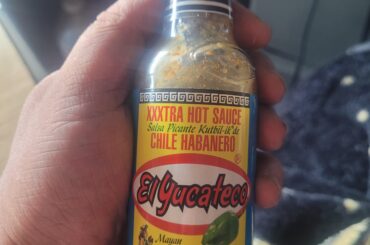 XXXTRA HOT SAUCE
Salsa Picante Kutbil-ik'de
CHILE HABANERO
El Yucateco
®
Mayan